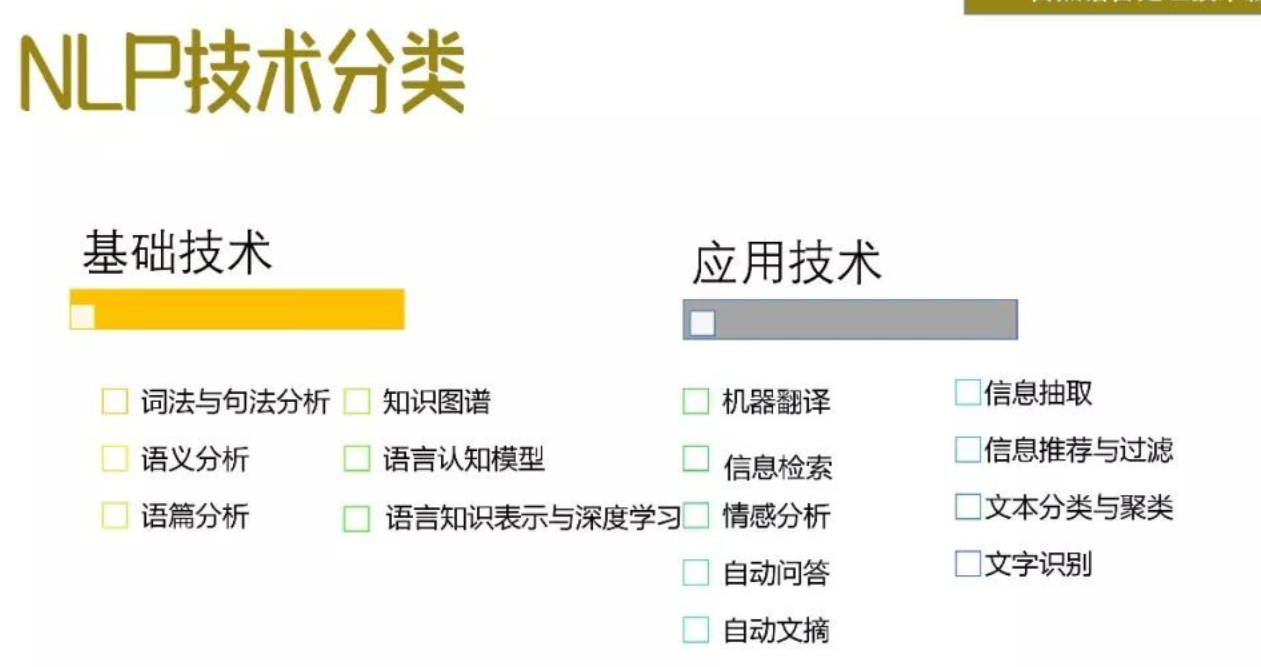 NLP技术分类
基础技术
词法与句法分析
语义分析
语篇分析
知识图谱
语言认知模型
语言知识表示与深度学习
应用技术
机器翻译
信息检索
情感分析
自动问答
自动文摘
信息抽取
信息推荐与过滤
文本分类与聚类
文字识别